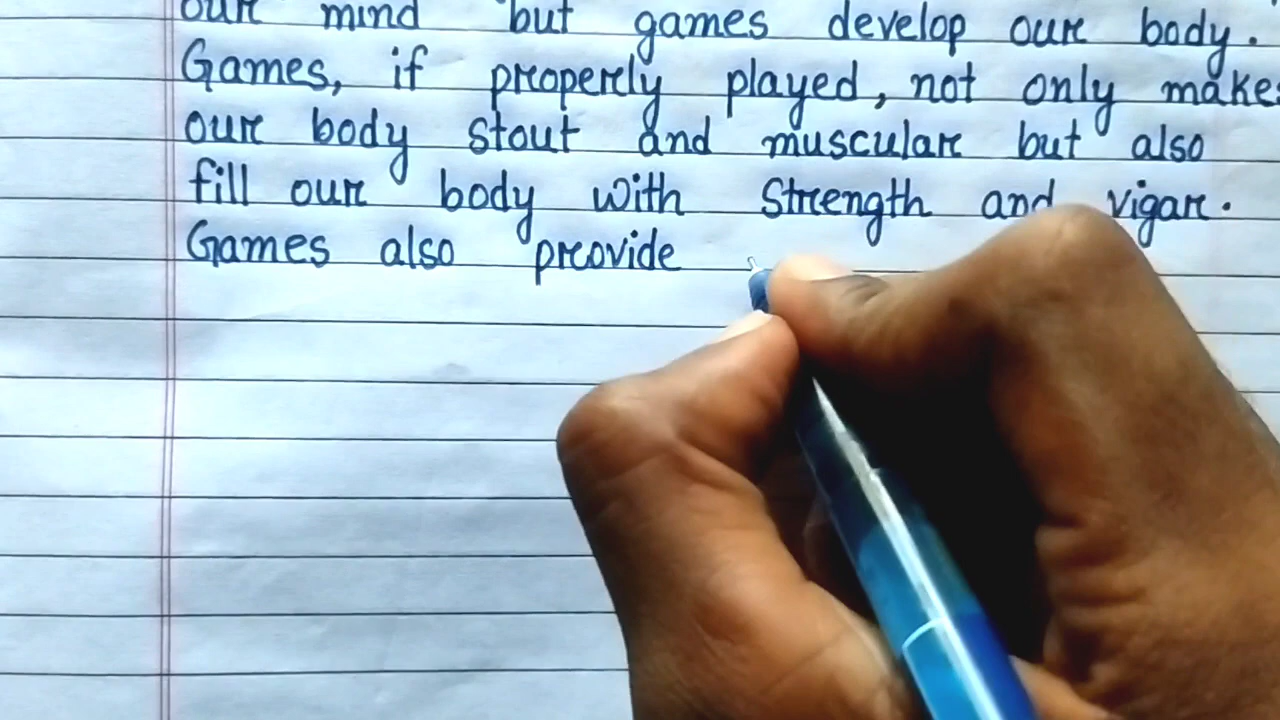 our mind but games develop our body.
Games, if properly played, not only makes
our body stout and muscular but also
fill our body with Strength and vigar.
Games also provide